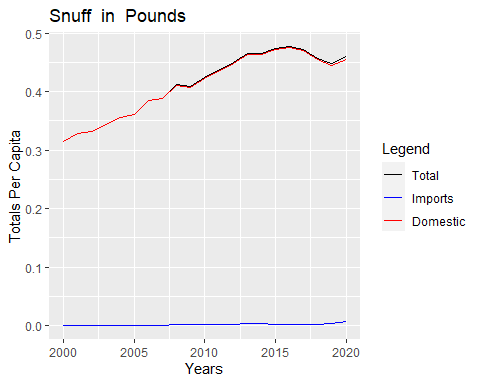 Snuff in Pounds
0.5
0.4
0.3
0.2
0.1
0.0
Totals Per Capita
2000 2005 2010 2015 2020
Years
Legend
Total
Imports
Domestic